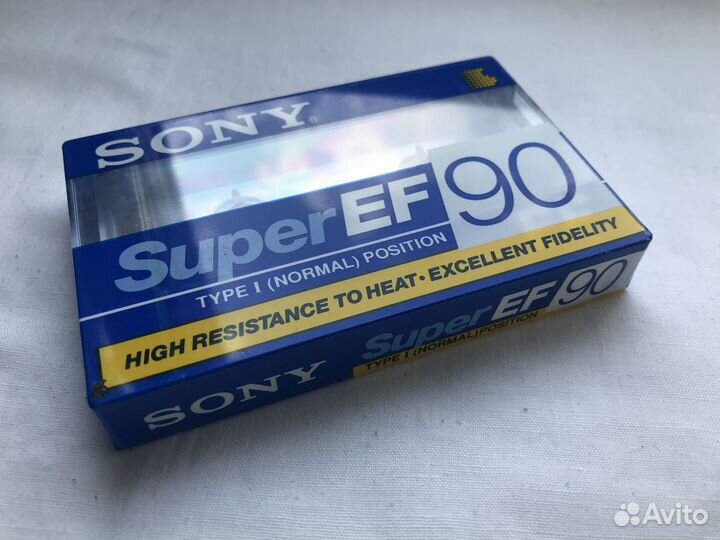 SONY®
Super EF 90
TYPE I (NORMAL) POSITION
HIGH RESISTANCE TO HEAT · EXCELLENT FIDELITY
SONY
Super EF 90
TYPE I (NORMAL) POSITION
Avito